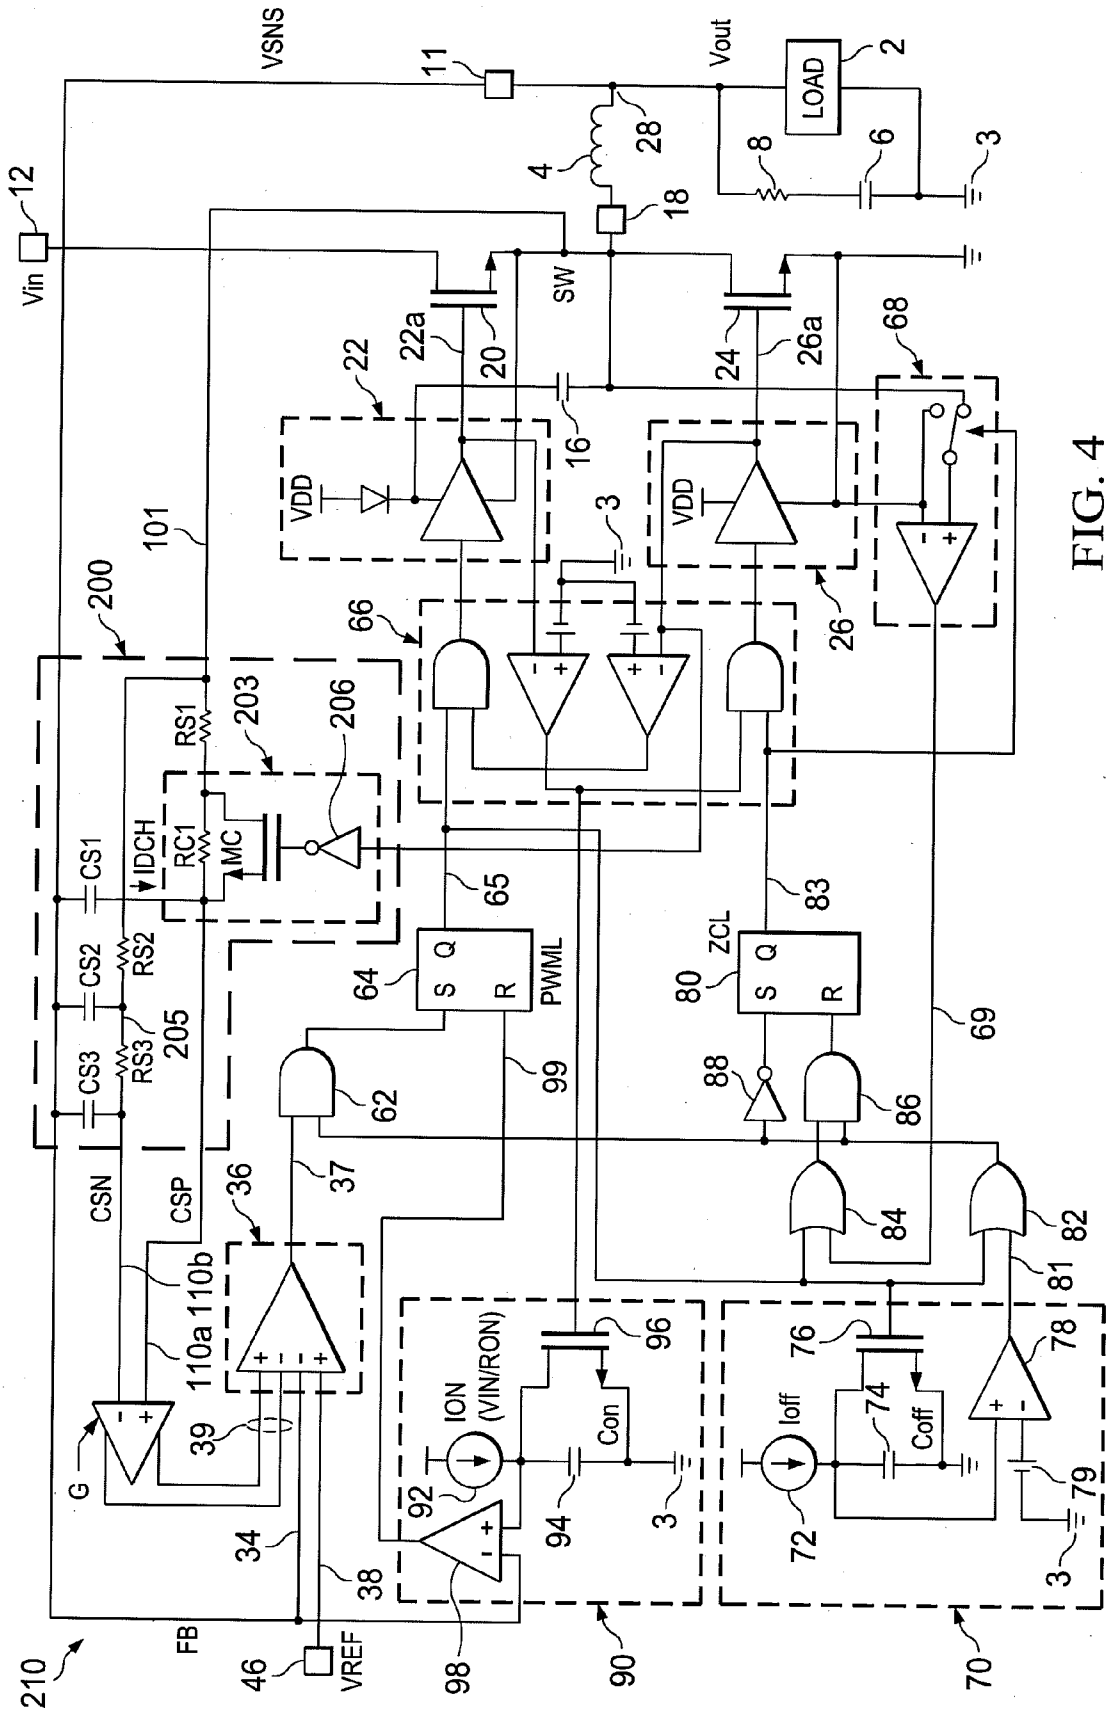 210
VSNS
11
Vin
12
Vout
LOAD
2
28
4
8
6
3
18
SW
101
200
CS1
CS2
CS3
IDCH
RS1
RS2
RS3
RC1
MC
203
206
205
CSN
CSP
110b
110a
G
39
36
37
34
38
FB
46
VREF
62
64
S Q
R
PWML
65
99
66
22
VDD
22a
20
16
3
24
26a
26
VDD
68
69
83
ZCL
80
S Q
R
88
86
84
82
81
90
98
92
ION
(VIN/RON)
96
Con
94
3
70
72
Ioff
76
74
Coff
78
79
3
FIG. 4